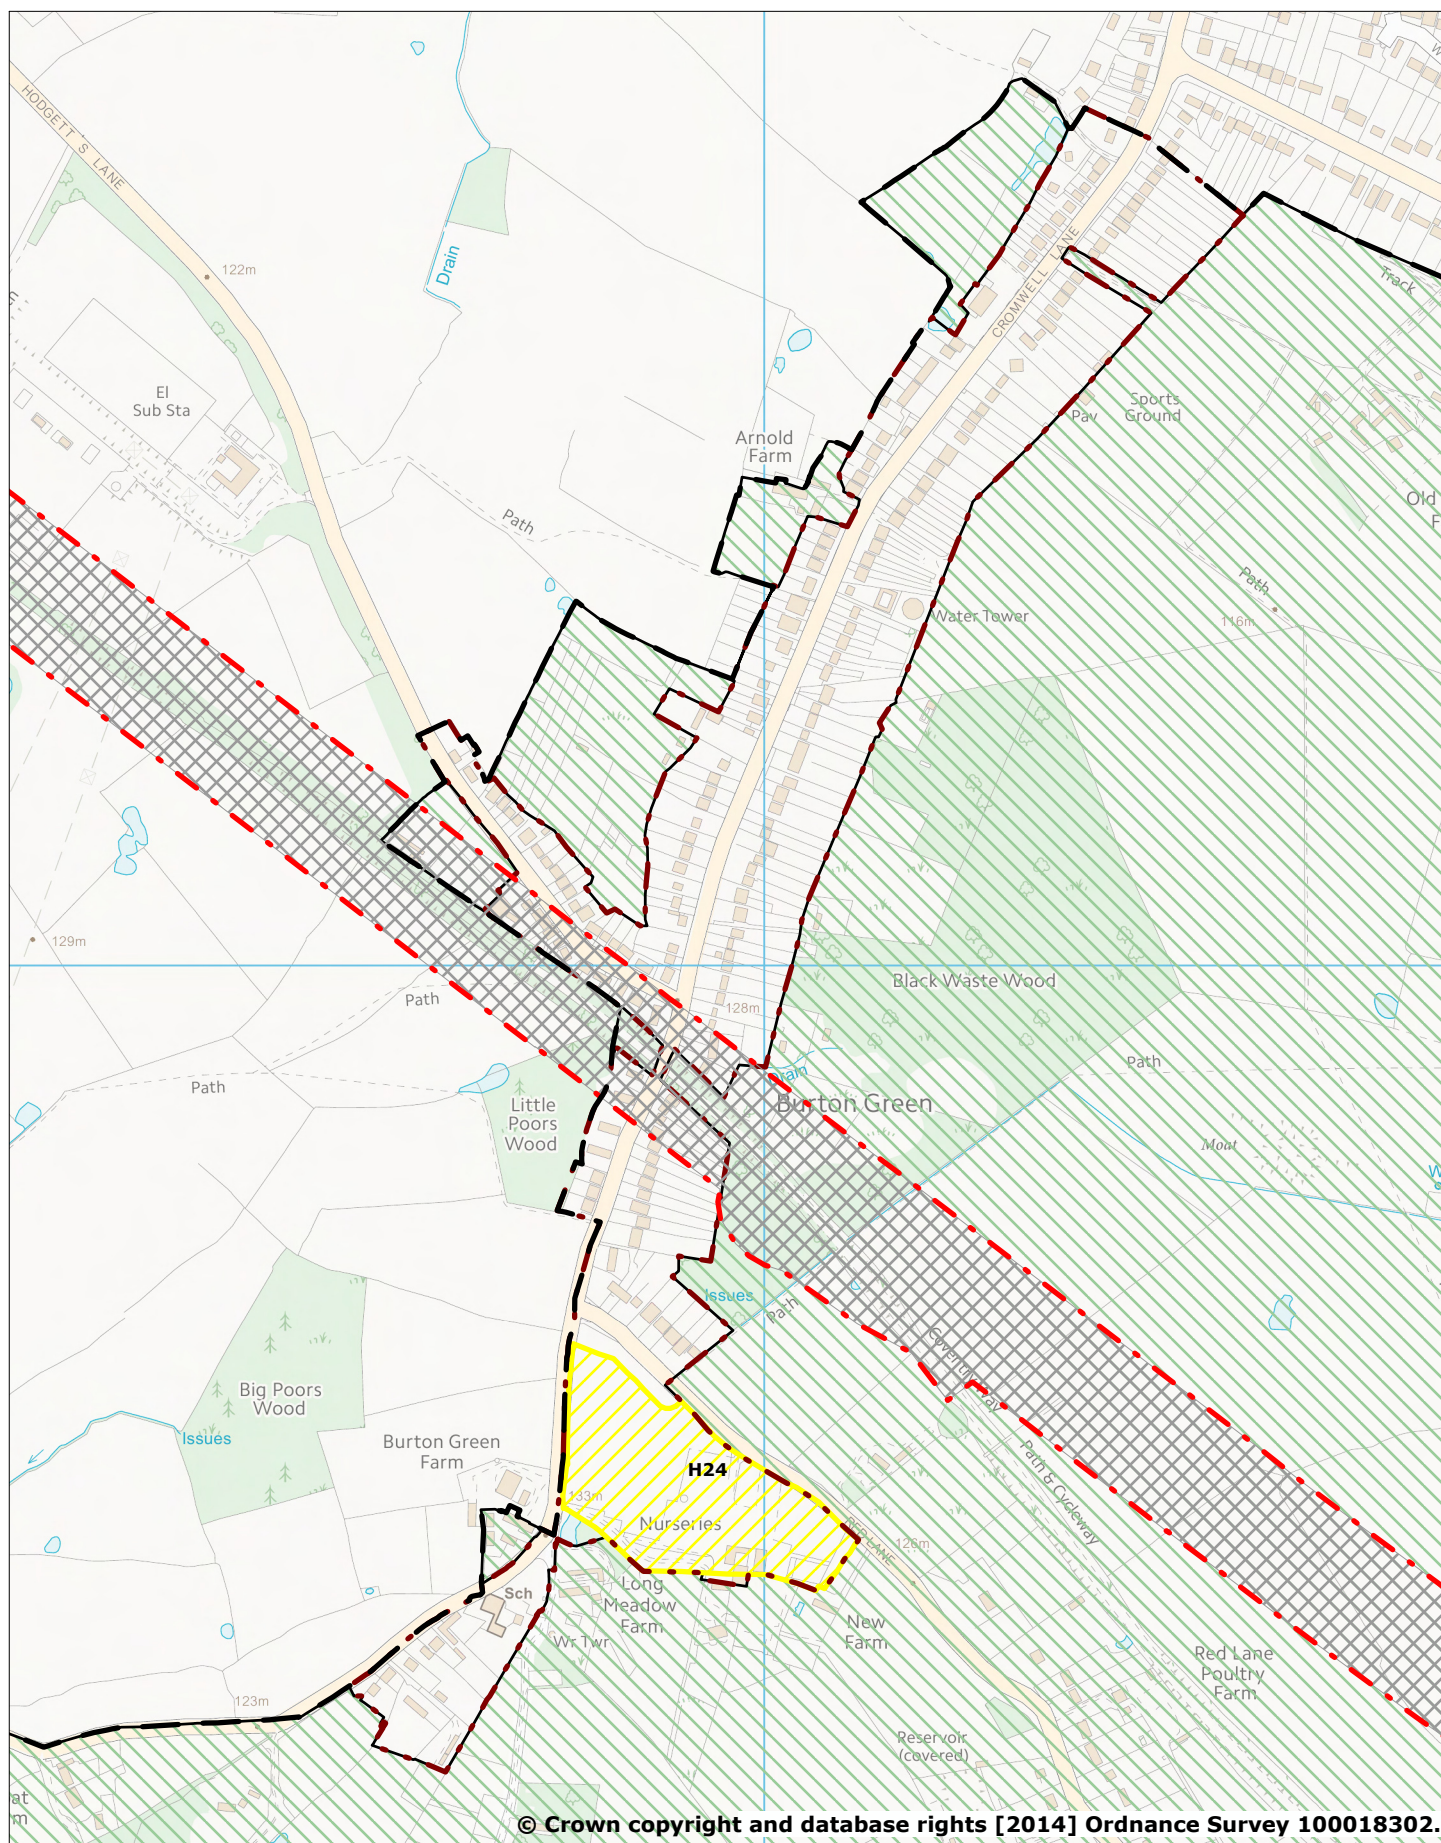 HODGETT'S LANE
122m
Drain
CROMWELL LANE
Track
El
Sub Sta
Arnold
Farm
Pav
Sports
Ground
Old
F
Path
Path
116m
Water Tower
129m
Path
Black Waste Wood
128m
Path
Path
Drain
Little
Poors
Wood
Burton Green
Moat
W
Issues
Path
Big Poors
Wood
Coventry Way
Issues
Burton Green
Farm
H24
133m
Nurseries
Path & Cycleway
RED LANE
126m
Sch
Long
Meadow
Farm
New
Farm
Wr Twr
Red Lane
Poultry
Farm
123m
Reservoir
(covered)
at
m
© Crown copyright and database rights [2014] Ordnance Survey 100018302.